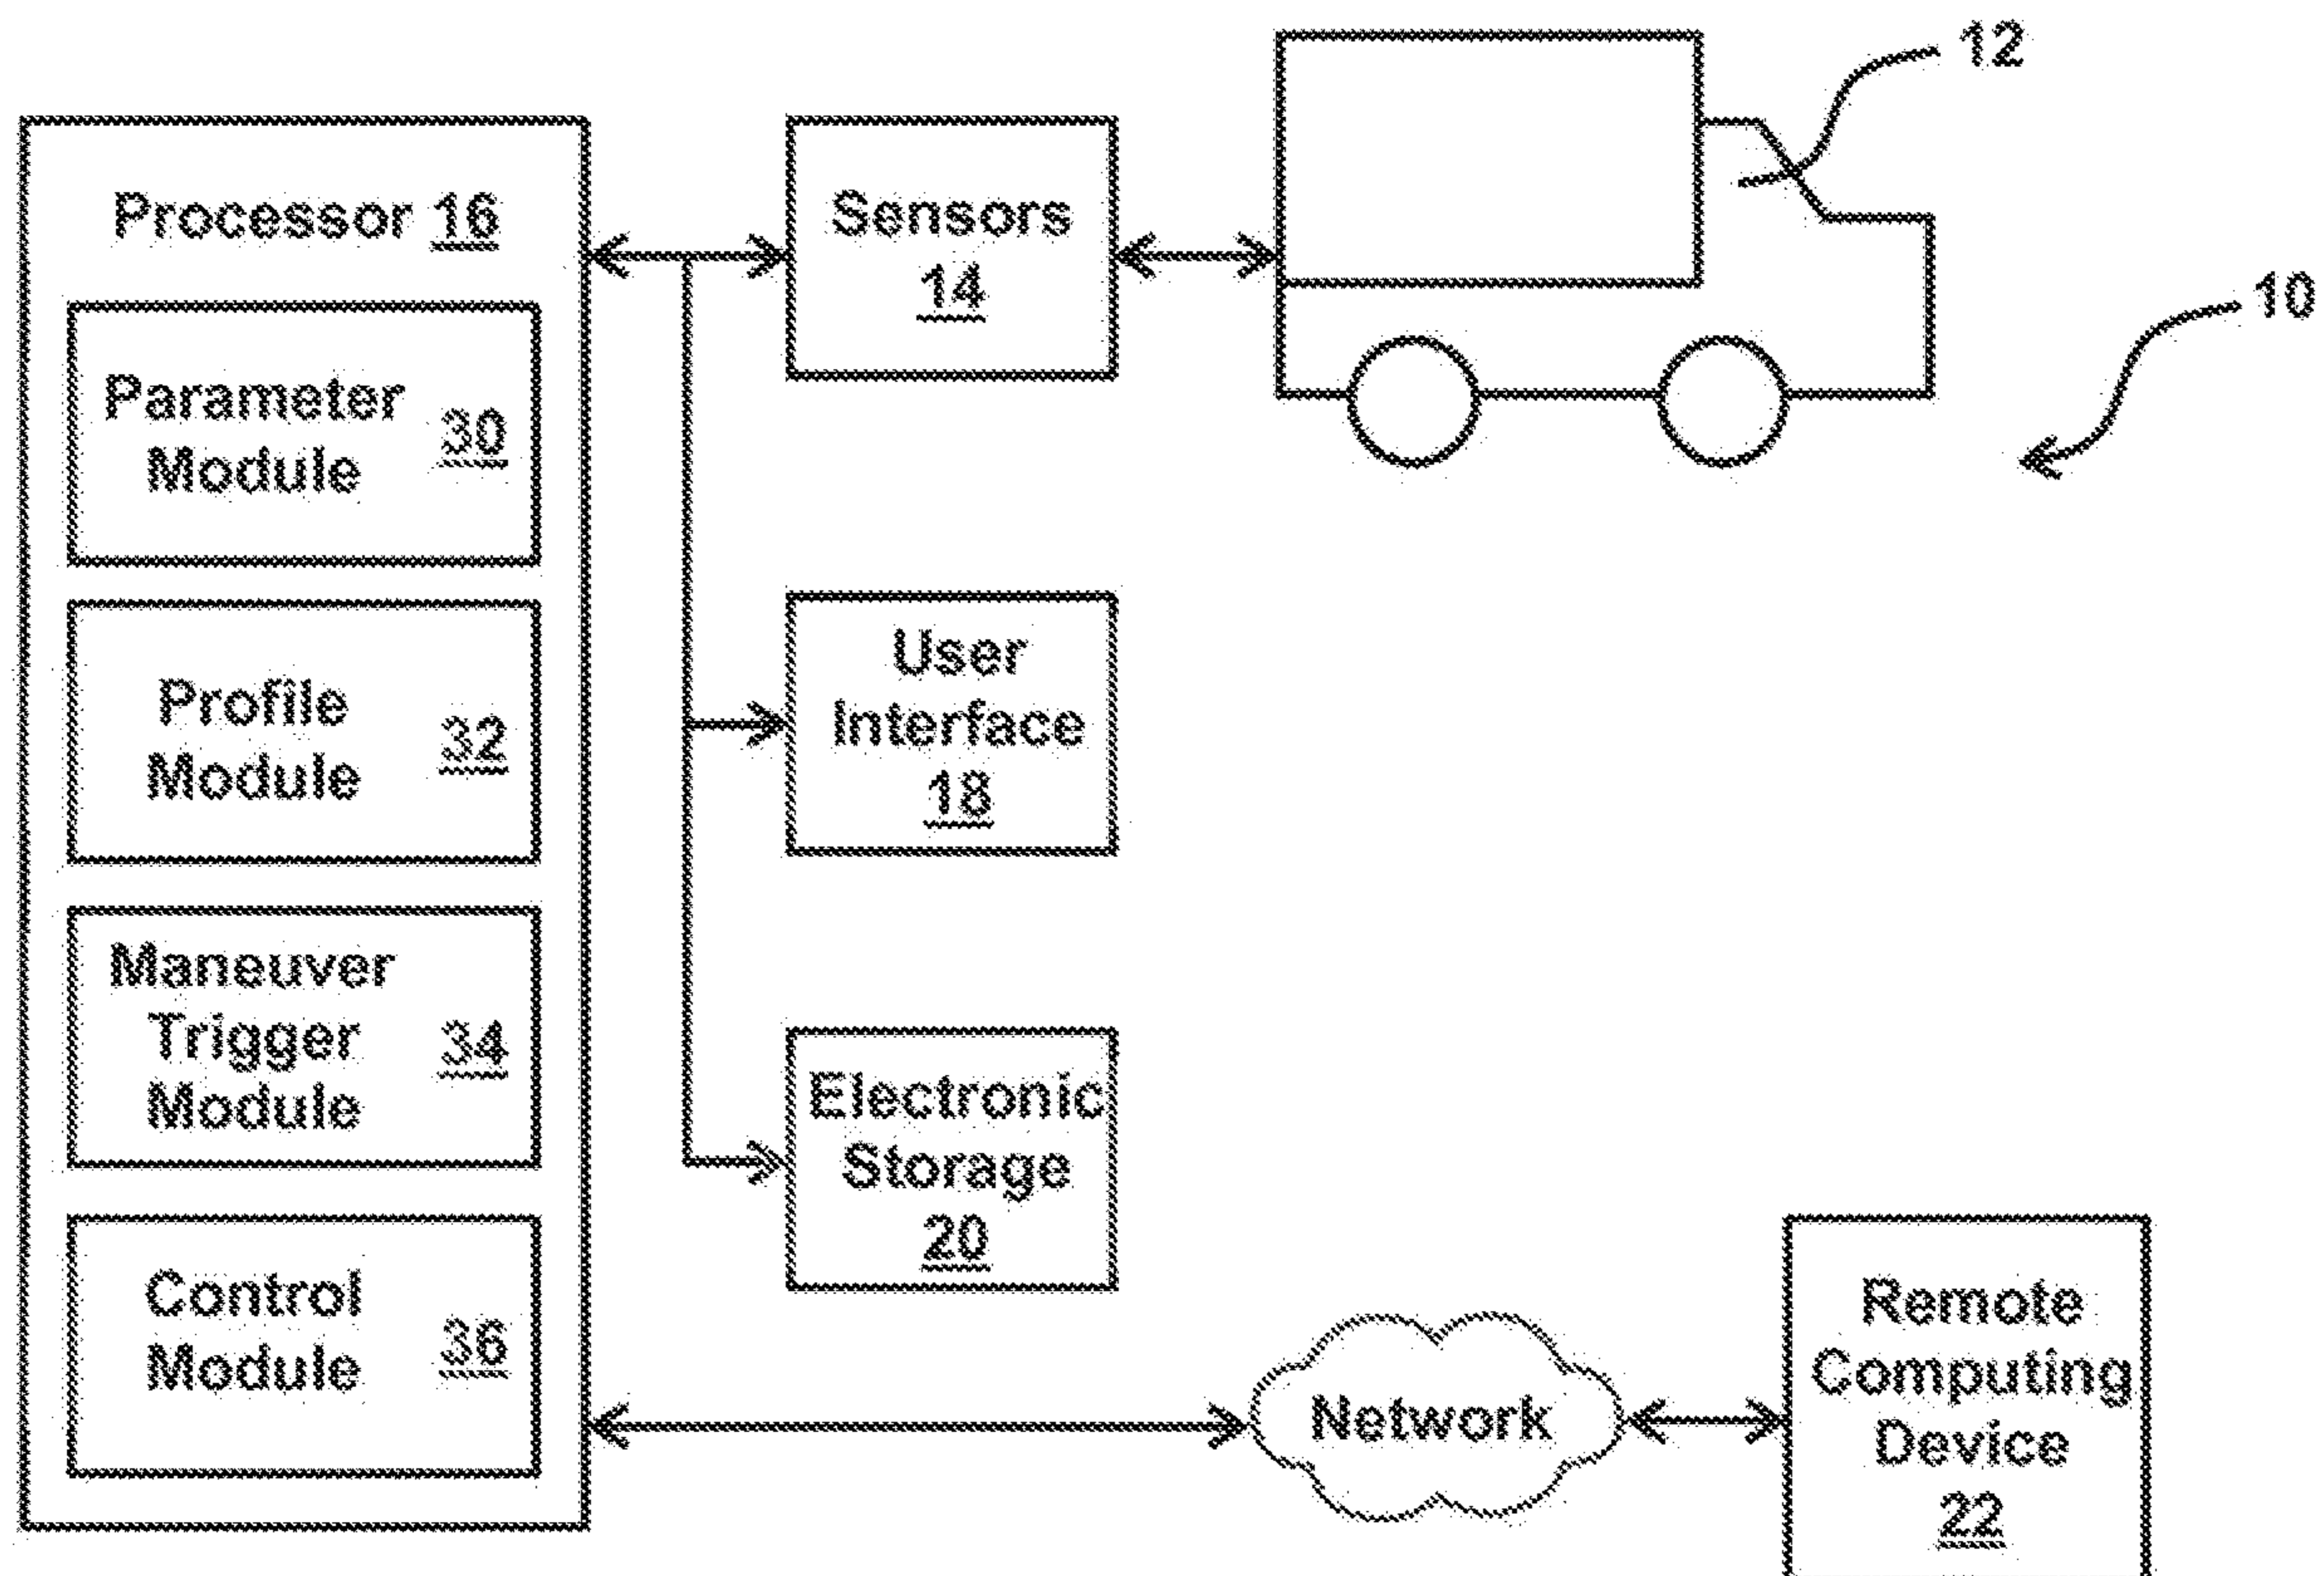 12
Processor 16
Sensors
14
10
Parameter
Module
30
User
Interface
18
Profile
Module
32
Maneuver
Trigger
Module
34
Electronic
Storage
20
Control
Module
36
Network
Remote
Computing
Device
22